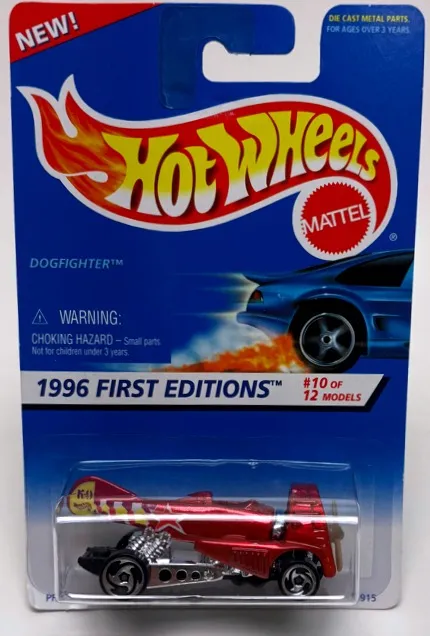 NEW!
DIE CAST METAL PARTS.
FOR AGES OVER 3 YEARS.
HOT WHEELS
MATTEL
®
DOGFIGHTER™
⚠ WARNING:
CHOKING HAZARD – Small parts.
Not for children under 3 years.
1996 FIRST EDITIONS™
#10 OF
12 MODELS
915